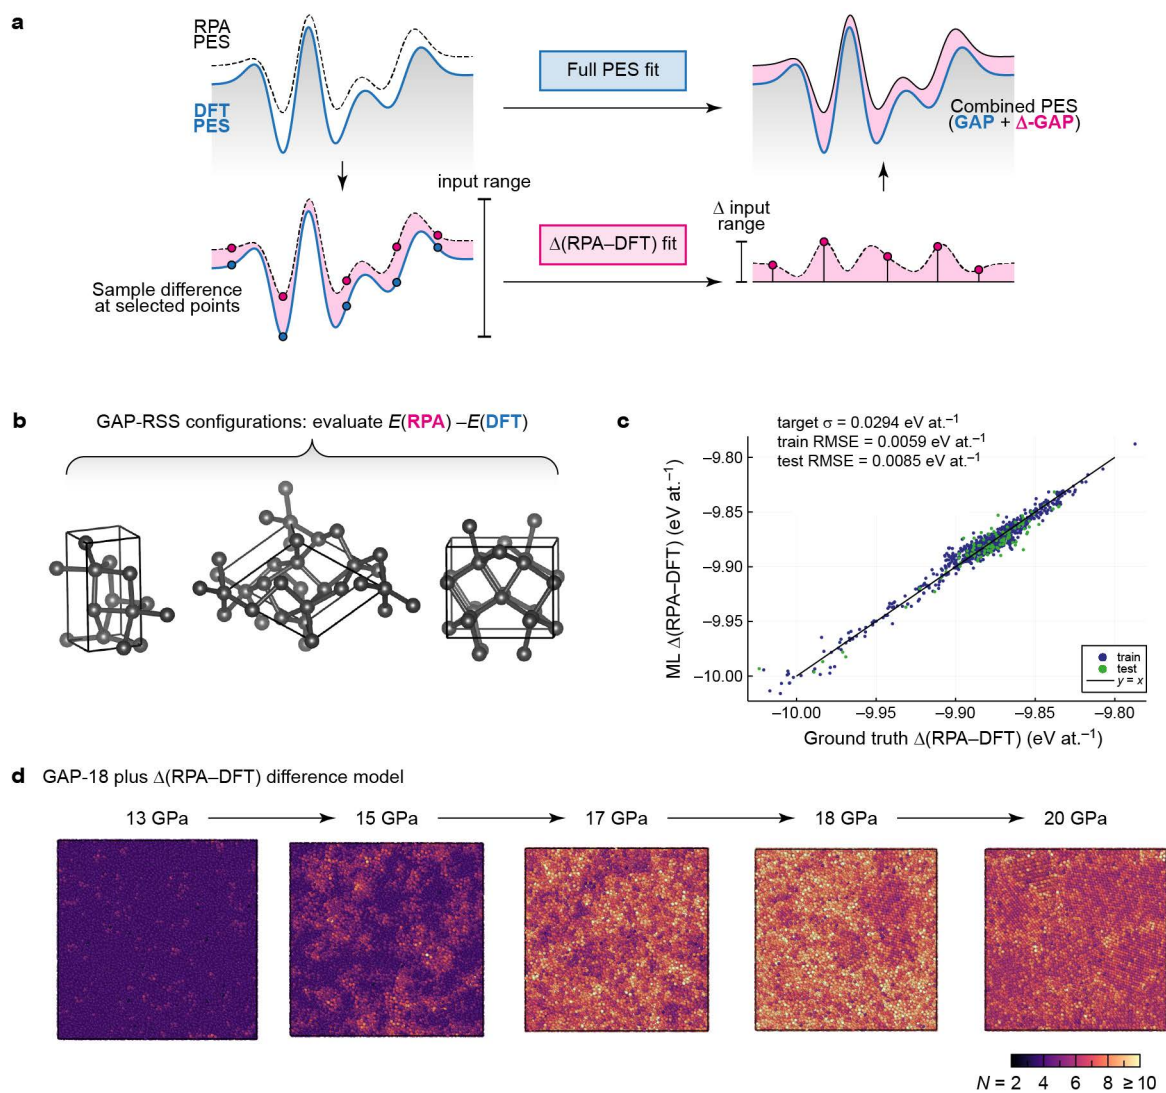 a
RPA
PES
DFT
PES
Full PES fit
Combined PES
(GAP + Δ-GAP)
input range
Δ(RPA–DFT) fit
Δ input
range
Sample difference
at selected points
b
GAP-RSS configurations: evaluate E(RPA) –E(DFT)
c
target σ = 0.0294 eV at.⁻¹
train RMSE = 0.0059 eV at.⁻¹
test RMSE = 0.0085 eV at.⁻¹
ML Δ(RPA–DFT) (eV at.⁻¹)
–9.80
–9.85
–9.90
–9.95
–10.00
train
test
y = x
–10.00 –9.95 –9.90 –9.85 –9.80
Ground truth Δ(RPA–DFT) (eV at.⁻¹)
d GAP-18 plus Δ(RPA–DFT) difference model
13 GPa 15 GPa 17 GPa 18 GPa 20 GPa
N = 2 4 6 8 ≥ 10